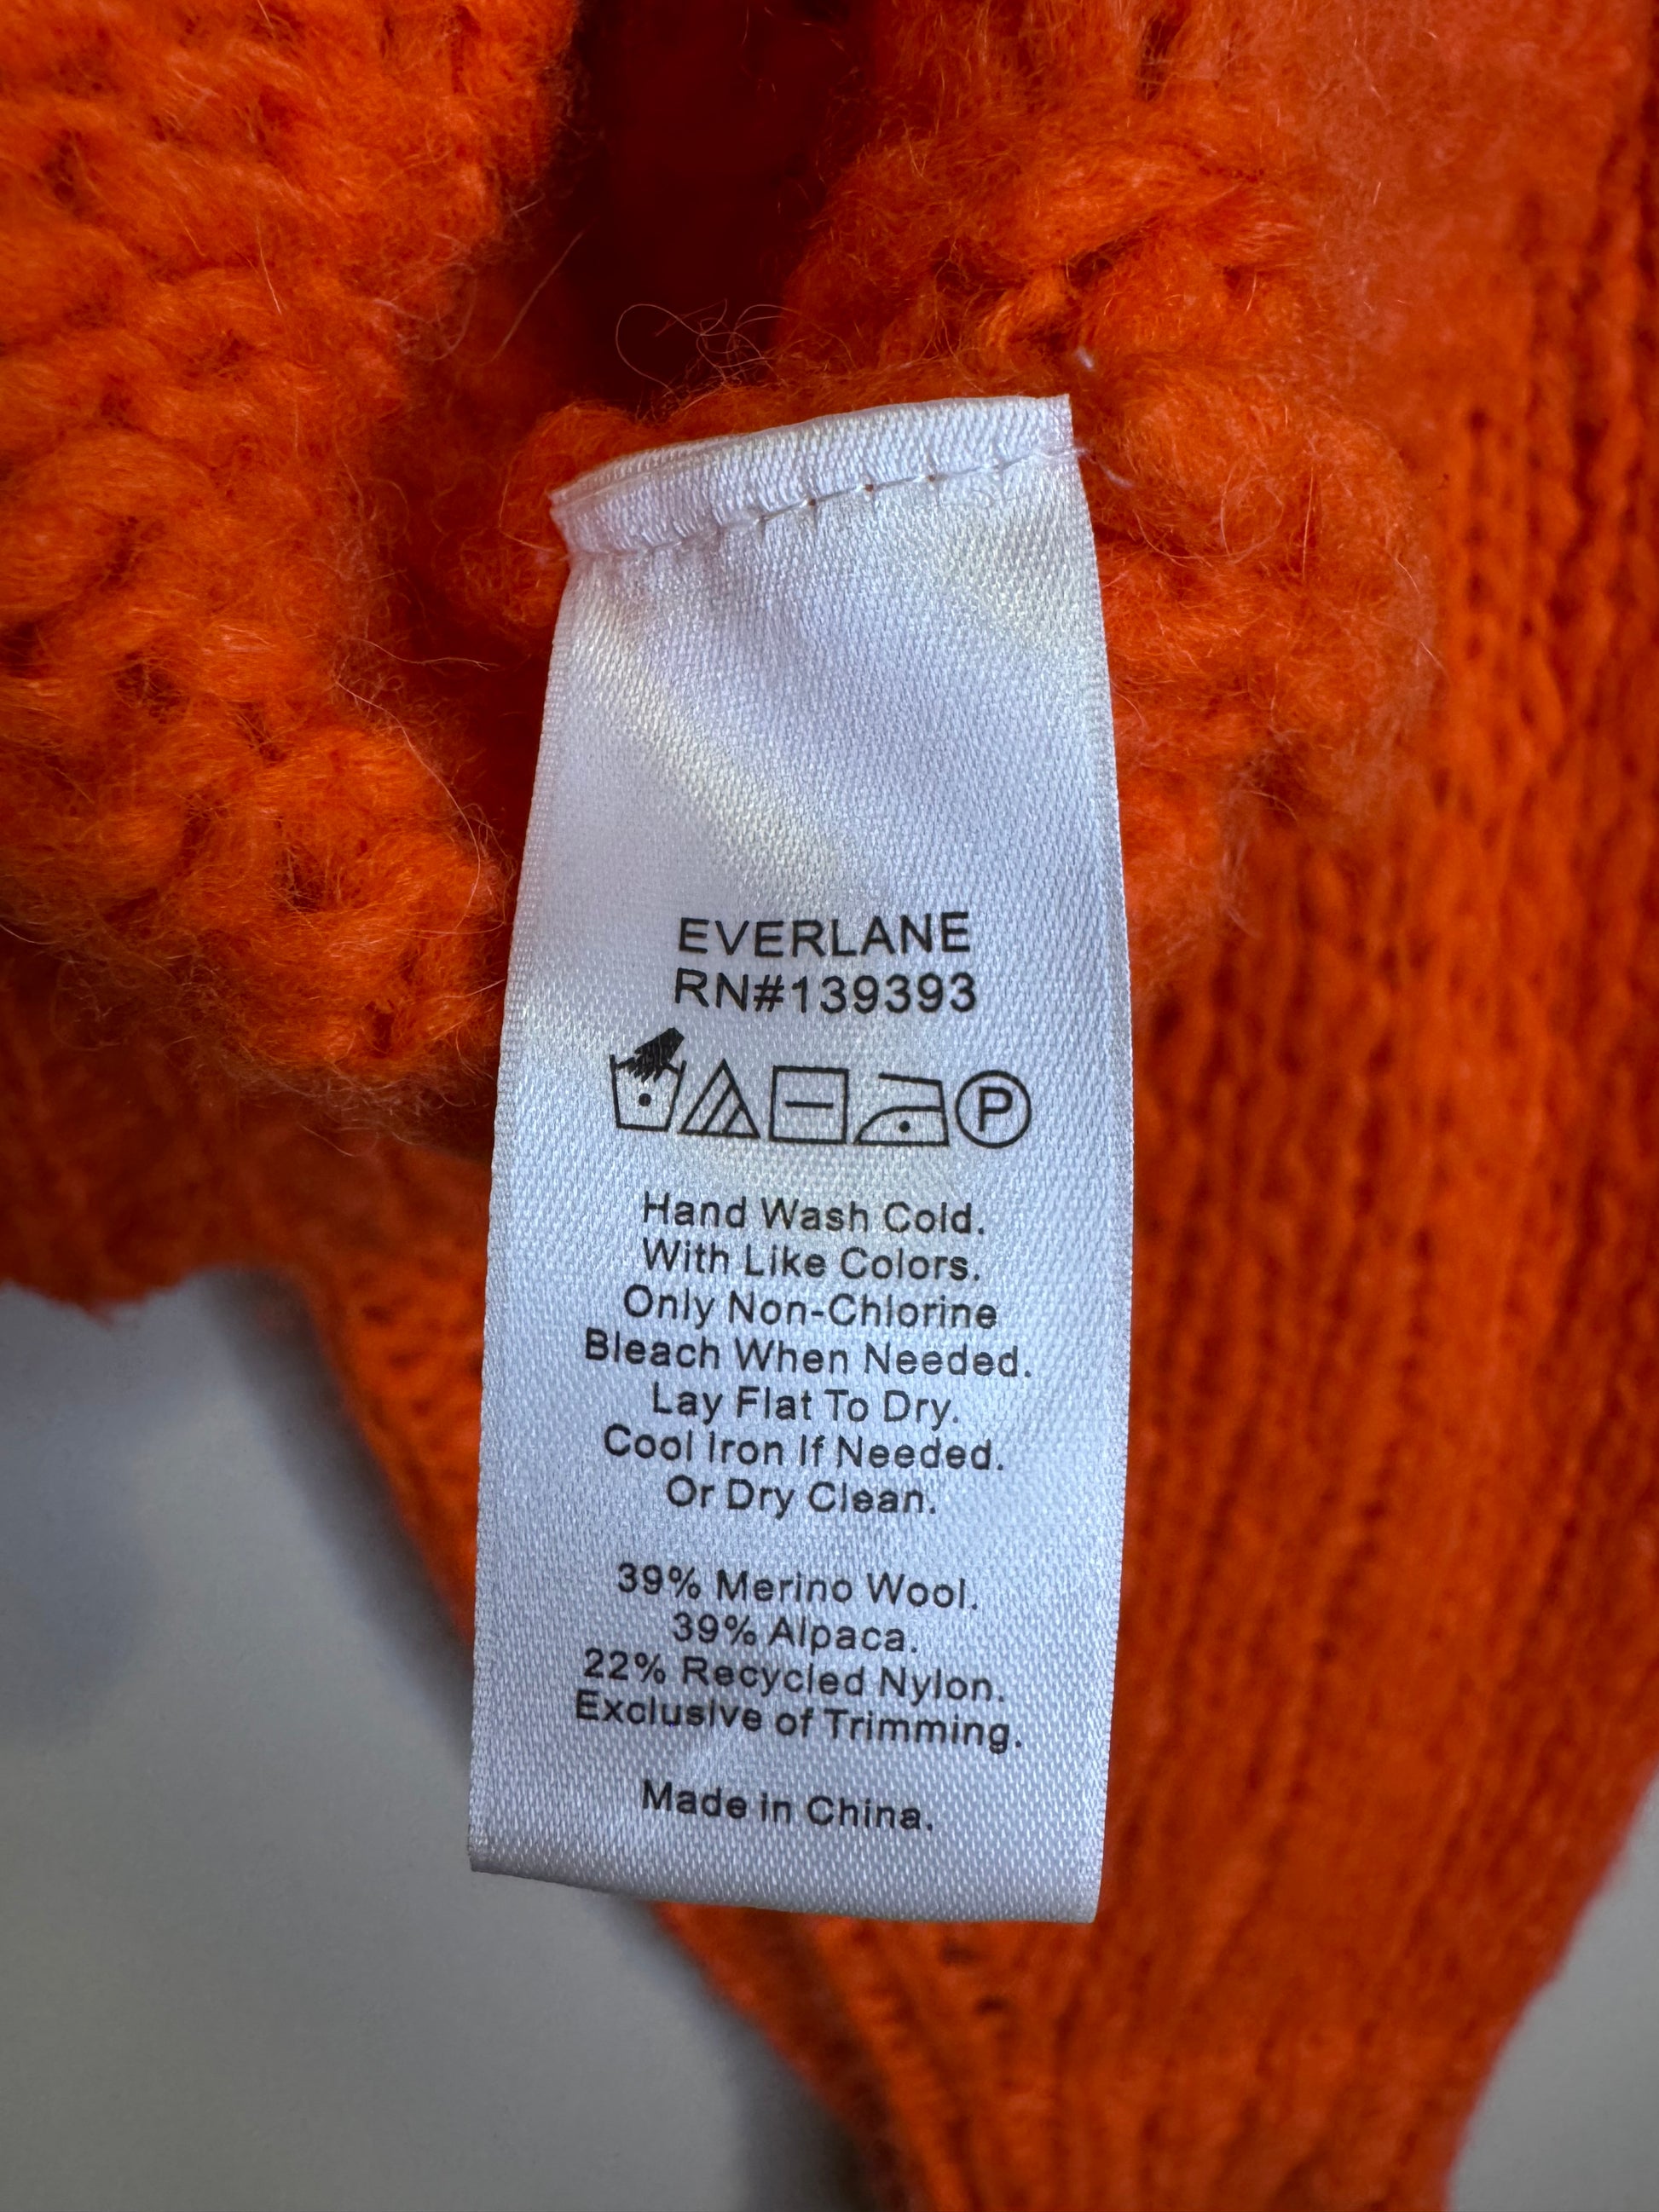 EVERLANE
RN#139393
P
Hand Wash Cold.
With Like Colors.
Only Non-Chlorine
Bleach When Needed.
Lay Flat To Dry.
Cool Iron If Needed.
Or Dry Clean.
39% Merino Wool.
39% Alpaca.
22% Recycled Nylon.
Exclusive of Trimming.
Made in China.